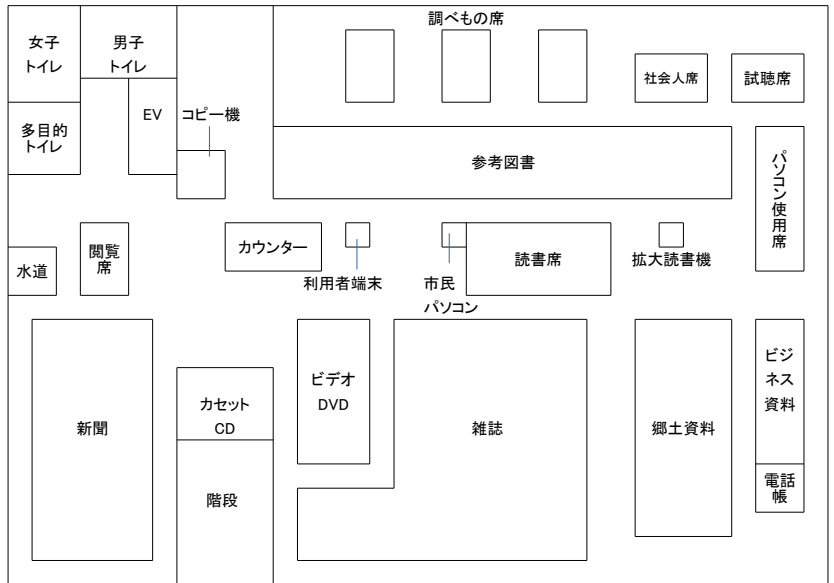 女子
トイレ
男子
トイレ
調べもの席
社会人席
試聴席
多目的
トイレ
EV
コピー機
参考図書
パソコン使用席
水道
閲覧
席
カウンター
利用者端末
市民
パソコン
読書席
拡大読書機
新聞
カセット
CD
階段
ビデオ
DVD
雑誌
郷土資料
ビジ
ネス
資料
電話
帳